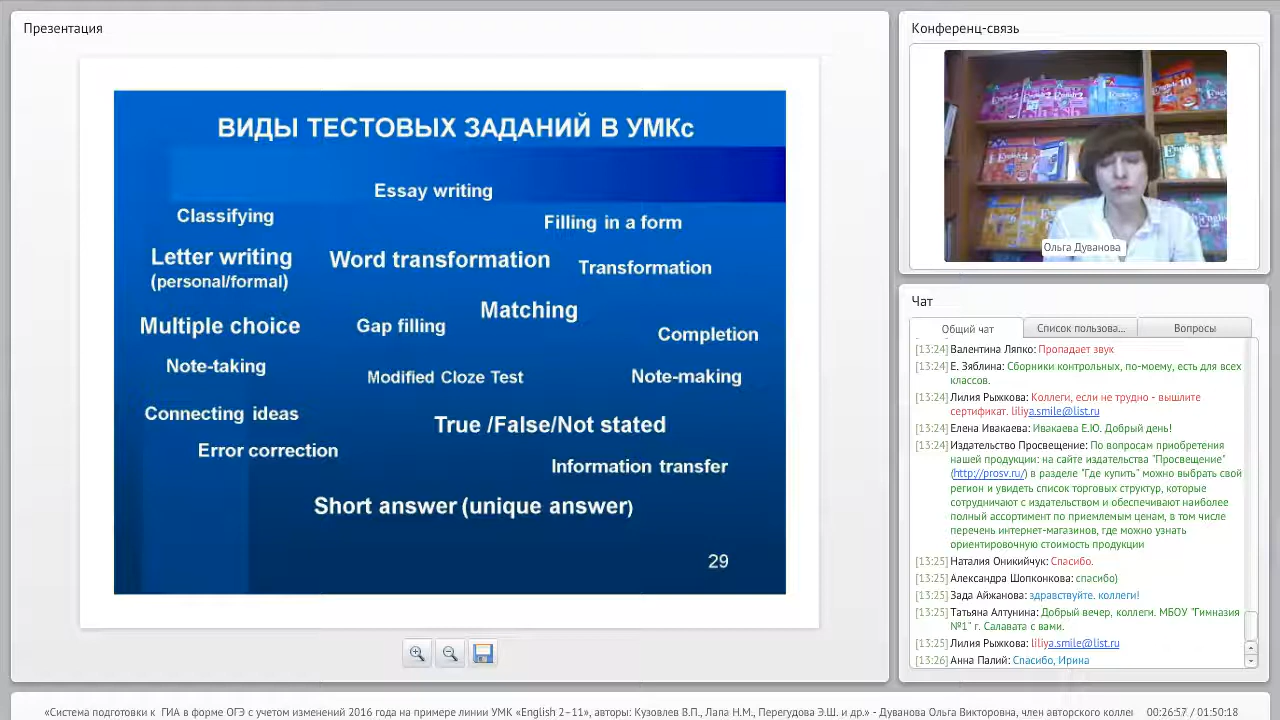 Презентация
ВИДЫ ТЕСТОВЫХ ЗАДАНИЙ В УМКс
Essay writing
Classifying
Filling in a form
Letter writing
(personal/formal)
Word transformation
Transformation
Matching
Multiple choice
Gap filling
Completion
Note-taking
Modified Cloze Test
Note-making
Connecting ideas
True /False/Not stated
Error correction
Information transfer
Short answer (unique answer)
29
Конференц-связь
Ольга Дуванова
Чат
Общий чат
Список пользова...
Вопросы
[13:24] Валентина Ляпко: Пропадает звук
[13:24] Е. Зяблина: Сборники контрольных, по-моему, есть для всех
классов.
[13:24] Лилия Рыжкова: Коллеги, если не трудно - вышлите
сертификат. liliya.smile@list.ru
[13:24] Елена Ивакаева: Ивакаева Е.Ю. Добрый день!
[13:24] Издательство Просвещение: По вопросам приобретения
нашей продукции: на сайте издательства "Просвещение"
(http://prosv.ru/) в разделе "Где купить" можно выбрать свой
регион и увидеть список торговых структур, которые
сотрудничают с издательством и обеспечивают наиболее
полный ассортимент по приемлемым ценам, в том числе
перечень интернет-магазинов, где можно узнать
ориентировочную стоимость продукции
[13:25] Наталия Оникийчук: Спасибо.
[13:25] Александра Шопконкова: спасибо)
[13:25] Зада Айжанова: здравствуйте. коллеги!
[13:25] Татьяна Алтунина: Добрый вечер, коллеги. МБОУ "Гимназия
№1" г. Салавата с вами.
[13:25] Лилия Рыжкова: liliya.smile@list.ru
[13:26] Анна Палий: Спасибо, Ирина
«Система подготовки к ГИА в форме ОГЭ с учетом изменений 2016 года на примере линии УМК «English 2–11», авторы: Кузовлев В.П., Лапа Н.М., Перегудова Э.Ш. и др.» - Дуванова Ольга Викторовна, член авторского коллек
00:26:57 / 01:50:18